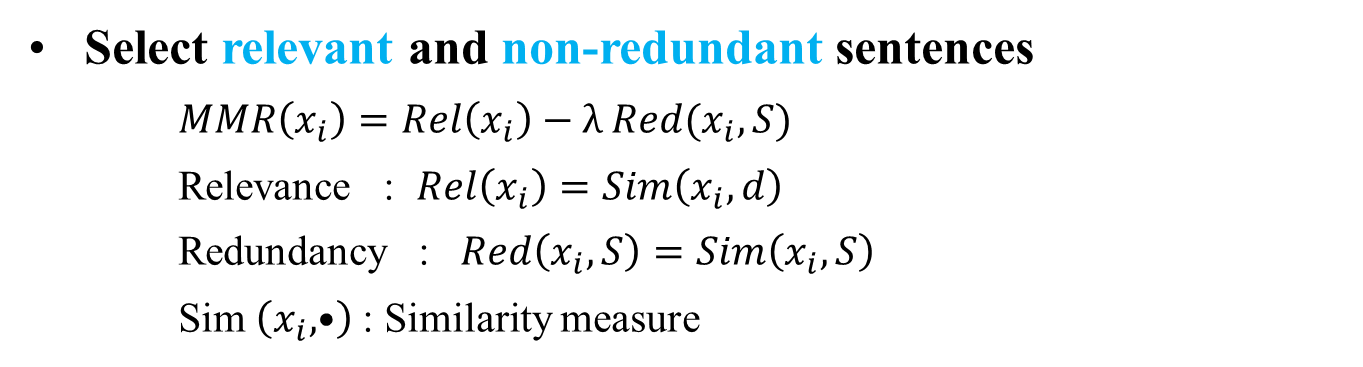 • Select relevant and non-redundant sentences
MMR(xᵢ) = Rel(xᵢ) − λ Red(xᵢ, S)
Relevance : Rel(xᵢ) = Sim(xᵢ, d)
Redundancy : Red(xᵢ, S) = Sim(xᵢ, S)
Sim (xᵢ,•) : Similarity measure